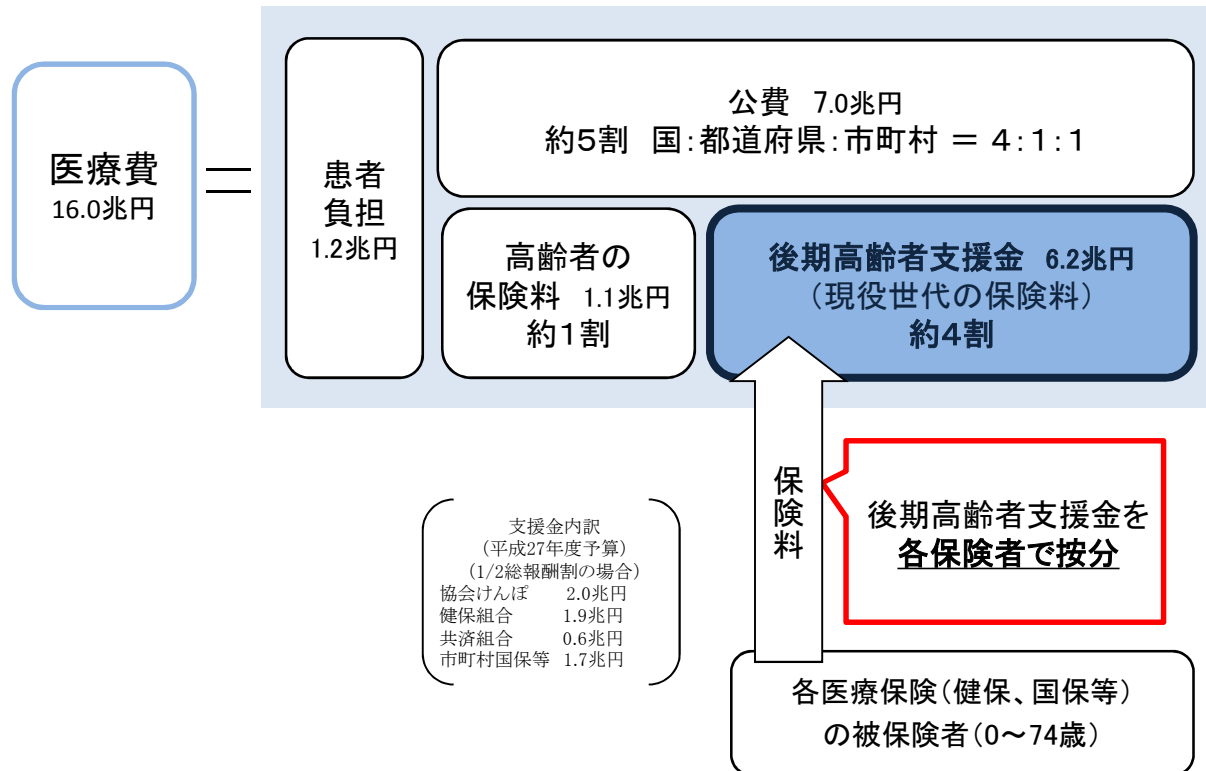 医療費
16.0兆円
＝
患者
負担
1.2兆円
公費 7.0兆円
約5割 国：都道府県：市町村 ＝ 4：1：1
高齢者の
保険料 1.1兆円
約1割
後期高齢者支援金 6.2兆円
（現役世代の保険料）
約4割
保険料
後期高齢者支援金を
各保険者で按分
支援金内訳
（平成27年度予算）
（1/2総報酬割の場合）
協会けんぽ 2.0兆円
健保組合 1.9兆円
共済組合 0.6兆円
市町村国保等 1.7兆円
各医療保険（健保、国保等）
の被保険者（0～74歳）